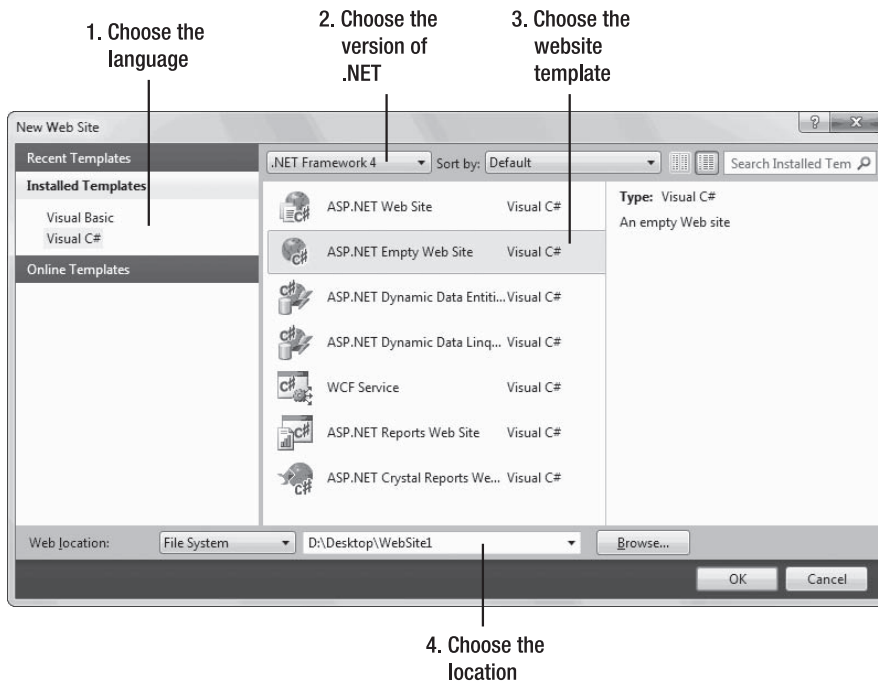 1. Choose the
language
2. Choose the
version of
.NET
3. Choose the
website
template
New Web Site
Recent Templates
Installed Templates
Visual Basic
Visual C#
Online Templates
.NET Framework 4
Sort by: Default
Search Installed Tem
ASP.NET Web Site Visual C#
ASP.NET Empty Web Site Visual C#
ASP.NET Dynamic Data Entiti... Visual C#
ASP.NET Dynamic Data Linq... Visual C#
WCF Service Visual C#
ASP.NET Reports Web Site Visual C#
ASP.NET Crystal Reports We... Visual C#
Type: Visual C#
An empty Web site
Web location: File System D:\Desktop\WebSite1 Browse...
OK Cancel
4. Choose the
location